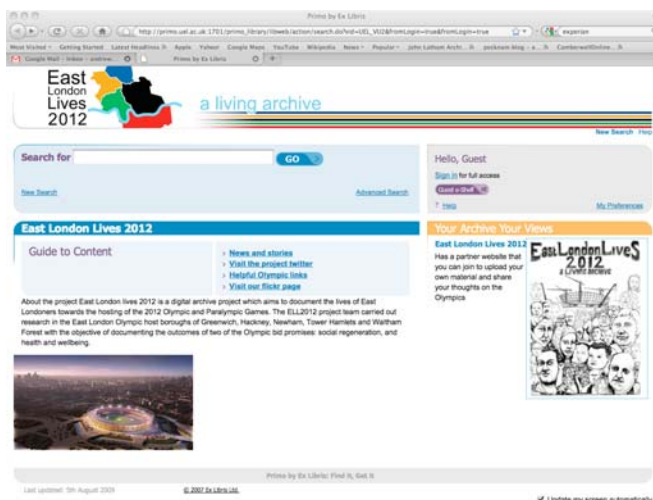 Primo by Ex Libris
http://primo.uel.ac.uk:1701/primo_library/libweb/action/search.do?vid=UEL_VU2&fromLogin=true&fromLogin=true
experian
Most Visited Getting Started Latest Headlines Apple Yahoo! Google Maps YouTube Wikipedia News Popular
Primo by Ex Libris
East
London
Lives
2012
a living archive
New Search Help
Search for
GO
New Search Advanced Search
Hello, Guest
Sign in for full access
Help My Preferences
East London Lives 2012
Guide to Content
News and stories
Visit the project twitter
Helpful Olympic links
Visit our flickr page
About the project East London lives 2012 is a digital archive project which aims to document the lives of East
Londoners towards the hosting of the 2012 Olympic and Paralympic Games. The ELL2012 project team carried out
research in the East London Olympic host boroughs of Greenwich, Hackney, Newham, Tower Hamlets and Waltham
Forest with the objective of documenting the outcomes of two of the Olympic bid promises: social regeneration, and
health and wellbeing.
Your Archive Your Views
East London Lives 2012
Has a partner website that
you can join to upload your
own material and share
your thoughts on the
Olympics
East London LiveS
2012
a living archive
Primo by Ex Libris: Find it, Get it
Last updated: 5th August 2009
© 2007 Ex Libris Ltd.
Update my screen automatically